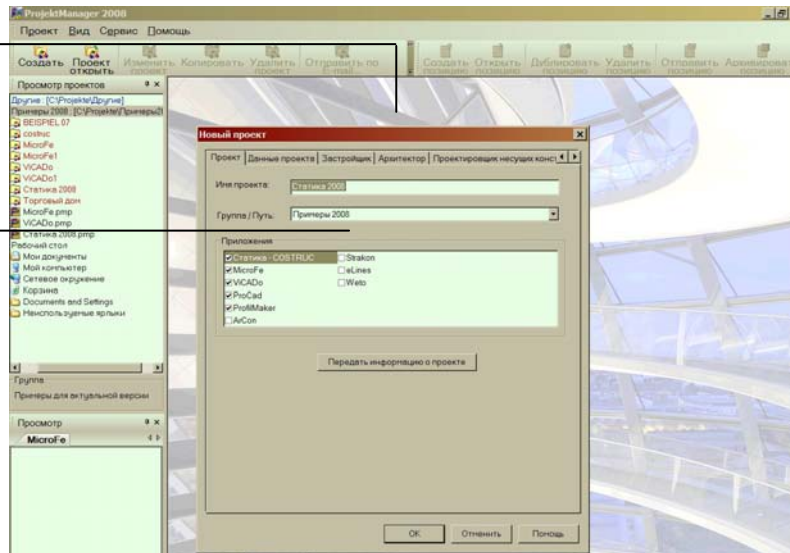 ProjektManager 2008
Проект Вид Сервис Помощь
Создать Проект открыть Изменить проект Копировать Удалить проект Отправить по E-mail... Создать позицию Открыть позицию Дублировать позицию Удалить позицию Отправить позицию Архивировать позицию
Просмотр проектов
Другие : [C:\Projekte\Другие]
Примеры 2008 : [C:\Projekte\Примеры2
BEISPIEL 07
costruc
MicroFe
MicroFe1
ViCADo
ViCADo1
Статика 2008
Торговый дом
MicroFe.pmp
ViCADo.pmp
Статика 2008.pmp
Рабочий стол
Мои документы
Мой компьютер
Сетевое окружение
Корзина
Documents and Settings
Неиспользуемые ярлыки
Группа
Примеры для актуальной версии
Просмотр
MicroFe
Новый проект
Проект Данные проекта Застройщик Архитектор Проектировщик несущих конст
Имя проекта: Статика 2008
Группа / Путь: Примеры 2008
Приложения
Статика - COSTRUC Strakon
MicroFe eLines
ViCADo Weto
ProCad
ProfilMaker
ArCon
Передать информацию о проекте
OK Отменить Помощь